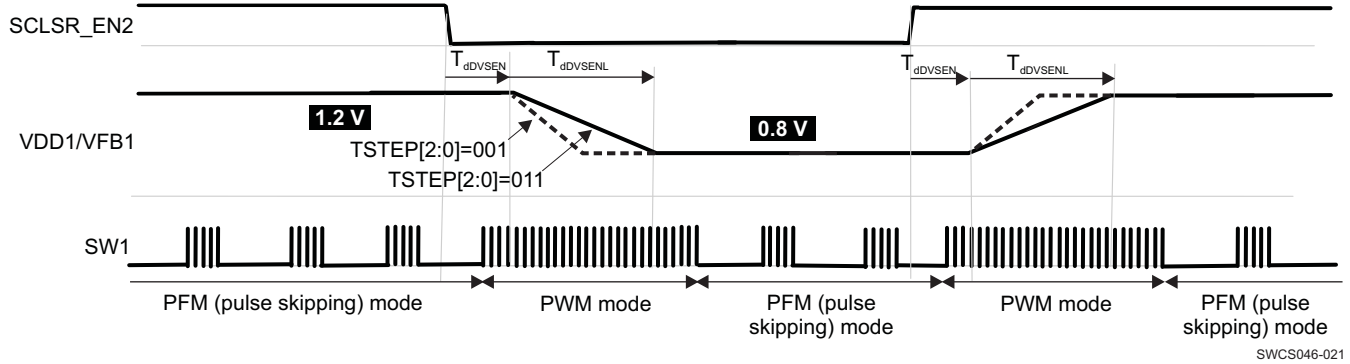 SCLSR_EN2
TdDVSEN
TdDVSENL
TdDVSEN
TdDVSENL
1.2 V
0.8 V
VDD1/VFB1
TSTEP[2:0]=001
TSTEP[2:0]=011
SW1
PFM (pulse skipping) mode
PWM mode
PFM (pulse
skipping) mode
PWM mode
PFM (pulse
skipping) mode
SWCS046-021